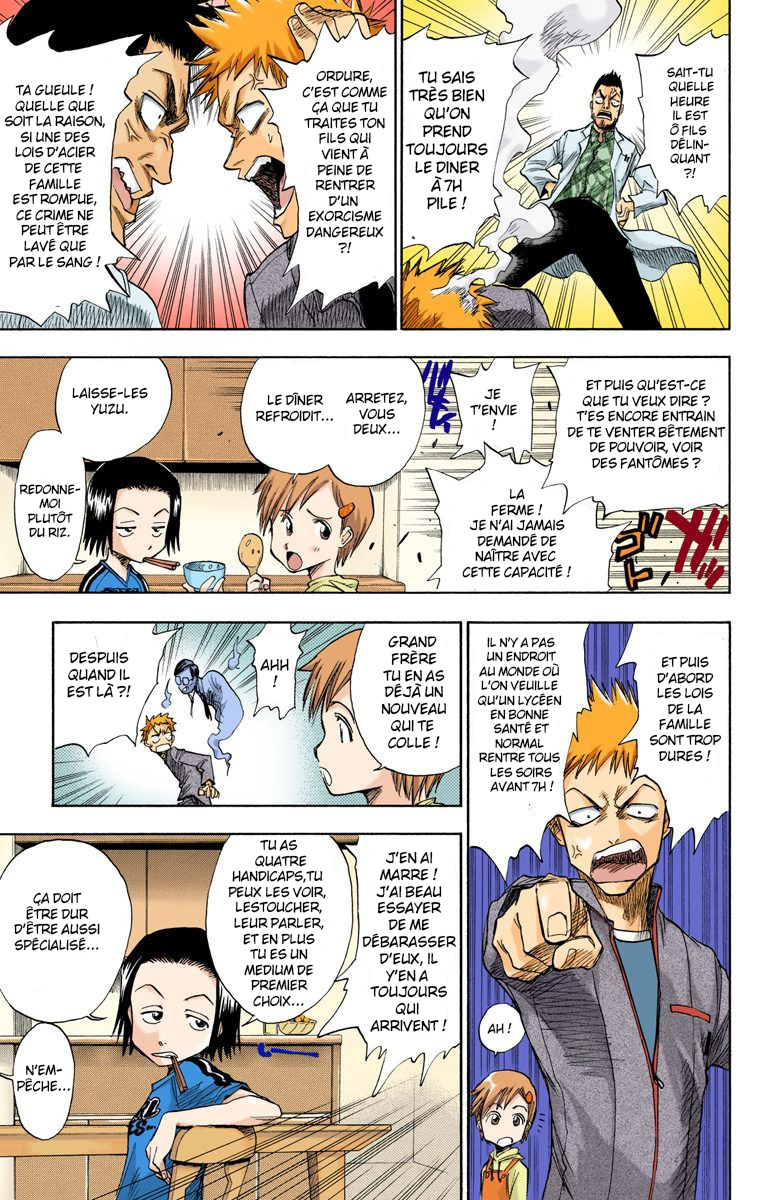 SAIT-TU
QUELLE
HEURE
IL EST
Ô FILS
DÉLIN-
QUANT
?!
TU SAIS
TRÈS BIEN
QU'ON
PREND
TOUJOURS
LE DINER
À 7H
PILE !
ORDURE,
C'EST COMME
ÇA QUE TU
TRAITES TON
FILS QUI
VIENT À
PEINE DE
RENTRER
D'UN
EXORCISME
DANGEREUX
?!
TA GUEULE !
QUELLE QUE
SOIT LA RAISON,
SI UNE DES
LOIS D'ACIER
DE CETTE
FAMILLE
EST ROMPUE,
CE CRIME NE
PEUT ÊTRE
LAVÉ QUE
PAR LE SANG !
ET PUIS QU'EST-CE
QUE TU VEUX DIRE ?
T'ES ENCORE ENTRAIN
DE TE VENTER BÊTEMENT
DE POUVOIR, VOIR
DES FANTÔMES ?
JE
T'ENVIE
!
LA
FERME !
JE N'AI JAMAIS
DEMANDÉ DE
NAÎTRE AVEC
CETTE CAPACITÉ !
ゴト
ARRETEZ,
VOUS
DEUX...
LE DÎNER
REFROIDIT...
LAISSE-LES
YUZU.
REDONNE-
MOI
PLUTÔT
DU RIZ.
ET PUIS
D'ABORD
LES LOIS
DE LA
FAMILLE
SONT TROP
DURES !
IL N'Y A PAS
UN ENDROIT
AU MONDE OÙ
L'ON VEUILLE
QU'UN LYCÉEN
EN BONNE
SANTÉ ET
NORMAL
RENTRE TOUS
LES SOIRS
AVANT 7H !
AH !
GRAND
FRÈRE
TU EN AS
DÉJÀ UN
NOUVEAU
QUI TE
COLLE !
AHH
!
DESPUIS
QUAND IL
EST LÀ ?!
J'EN AI
MARRE !
J'AI BEAU
ESSAYER
DE ME
DÉBARASSER
D'EUX, IL
Y'EN A
TOUJOURS
QUI
ARRIVENT !
TU AS
QUATRE
HANDICAPS,TU
PEUX LES VOIR,
LESTOUCHER,
LEUR PARLER,
ET EN PLUS
TU ES UN
MEDIUM DE
PREMIER
CHOIX...
ÇA DOIT
ÊTRE DUR
D'ÊTRE AUSSI
SPÉCIALISÉ...
N'EM-
PÊCHE...